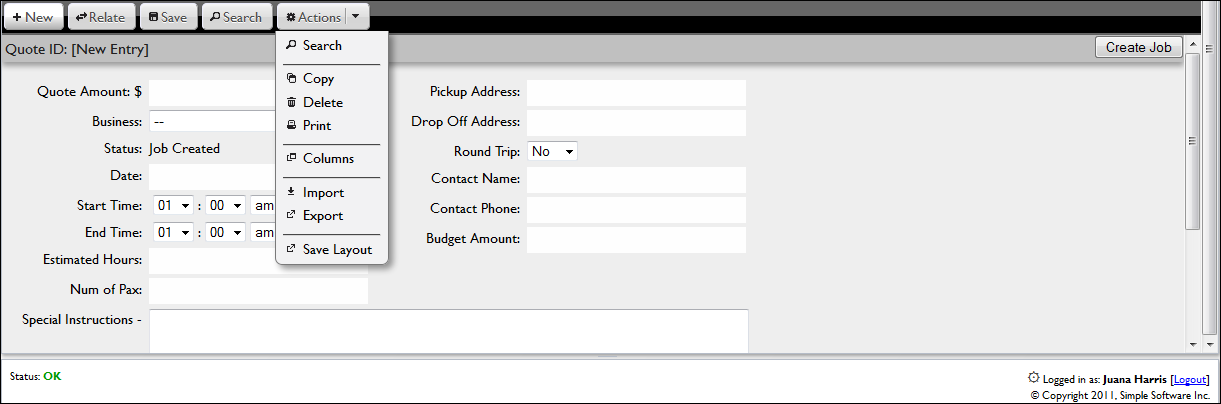 New Relate Save Search Actions
Quote ID: [New Entry] Create Job
Search
Copy
Delete
Print
Columns
Import
Export
Save Layout
Quote Amount: $
Business: --
Status: Job Created
Date:
Start Time: 01 : 00 am
End Time: 01 : 00 am
Estimated Hours:
Num of Pax:
Special Instructions -
Pickup Address:
Drop Off Address:
Round Trip: No
Contact Name:
Contact Phone:
Budget Amount:
Status: OK
Logged in as: Juana Harris [Logout]
© Copyright 2011, Simple Software Inc.